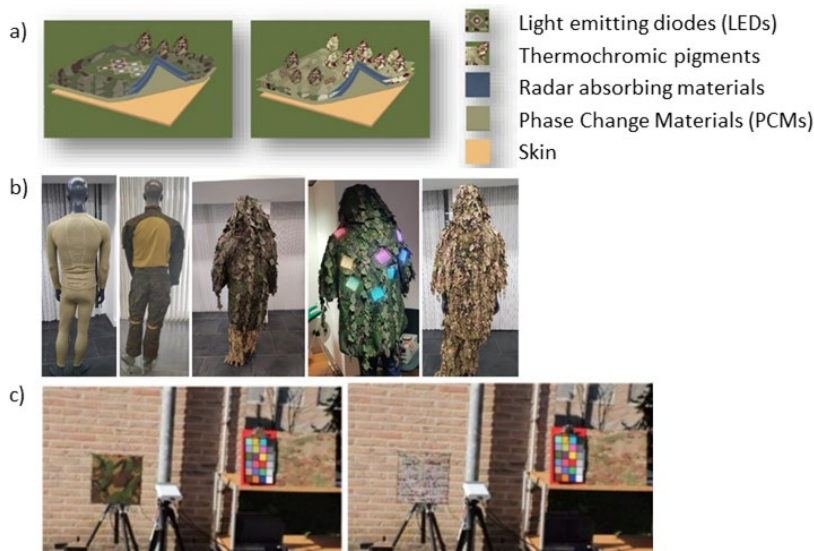 a)
Light emitting diodes (LEDs)
Thermochromic pigments
Radar absorbing materials
Phase Change Materials (PCMs)
Skin
b)
c)